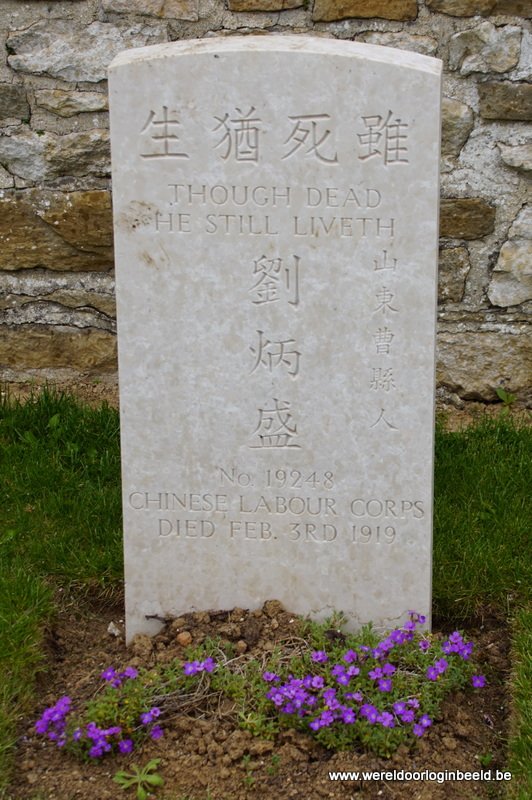 雖死猶生
THOUGH DEAD
HE STILL LIVETH
山東曹縣人
劉炳盛
No. 19248
CHINESE LABOUR CORPS
DIED FEB. 3RD 1919
www.wereldoorloginbeeld.be